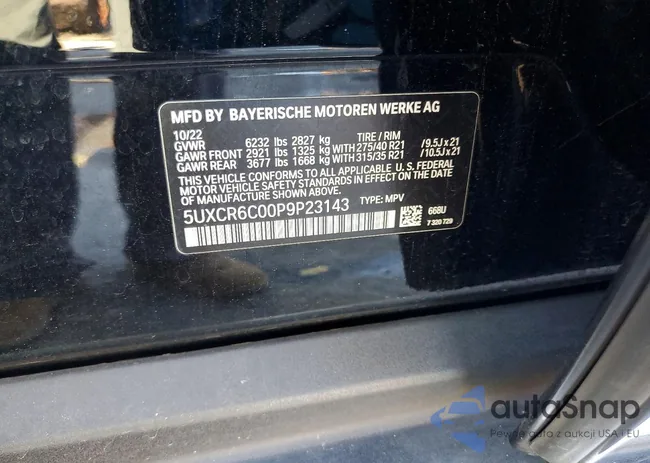 MFD BY BAYERISCHE MOTOREN WERKE AG
10/22 TIRE / RIM
GVWR 6232 lbs 2827 kg
GAWR FRONT 2921 lbs 1325 kg WITH 275/40 R21 /9.5J x 21
GAWR REAR 3677 lbs 1668 kg WITH 315/35 R21 /10.5J x 21
THIS VEHICLE CONFORMS TO ALL APPLICABLE U.S. FEDERAL
MOTOR VEHICLE SAFETY STANDARDS IN EFFECT ON THE DATE
OF MANUFACTURE SHOWN ABOVE.
5UXCR6C00P9P23143 TYPE: MPV
668U
7 320 729
autoSnap
Pewne auta z aukcji USA i EU